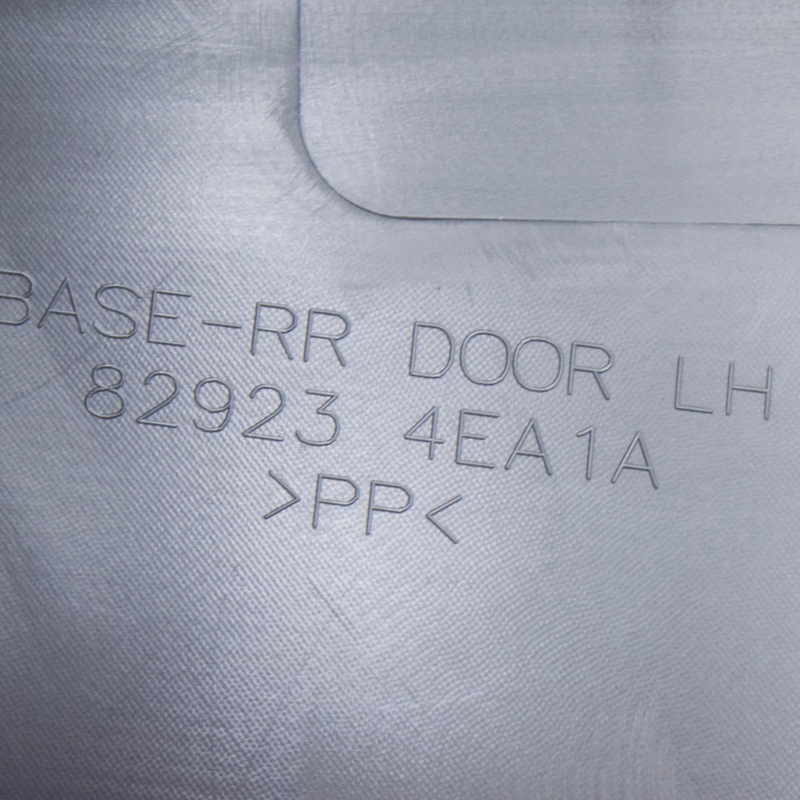 BASE-RR DOOR LH
82923 4EA1A
>PP<